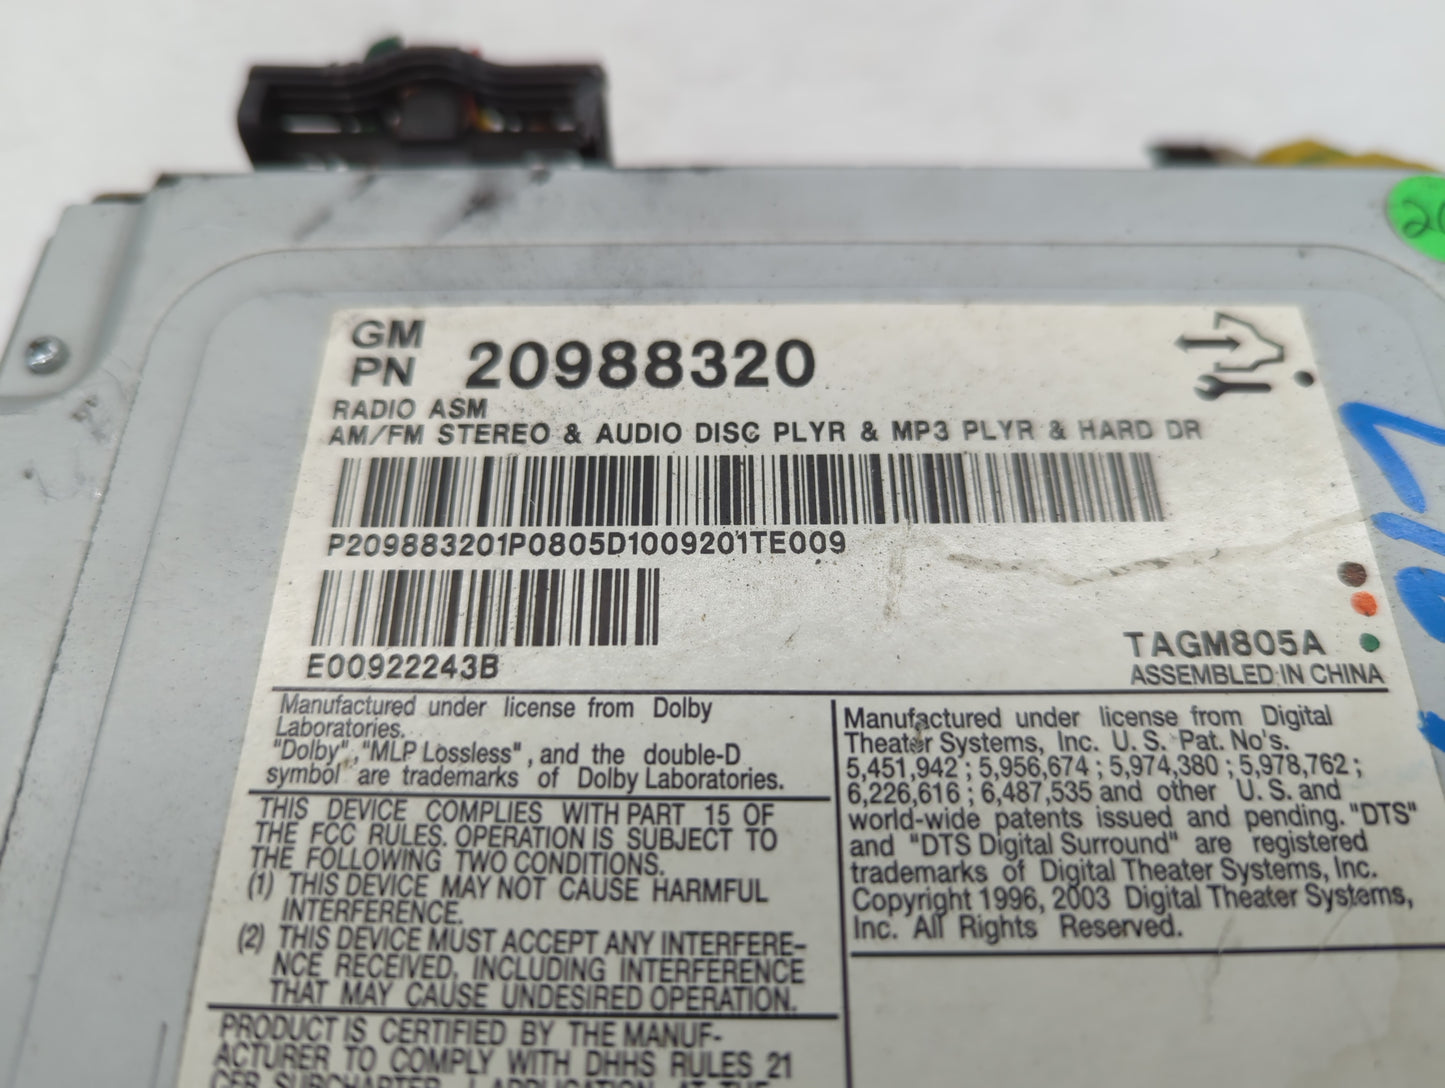 GM
PN 20988320
RADIO ASM
AM/FM STEREO & AUDIO DISC PLYR & MP3 PLYR & HARD DR
P209883201P0805D1009201TE009
E00922243B
TAGM805A
ASSEMBLED IN CHINA
Manufactured under license from Dolby
Laboratories.
"Dolby", "MLP Lossless", and the double-D
symbol are trademarks of Dolby Laboratories.
THIS DEVICE COMPLIES WITH PART 15 OF
THE FCC RULES. OPERATION IS SUBJECT TO
THE FOLLOWING TWO CONDITIONS.
(1) THIS DEVICE MAY NOT CAUSE HARMFUL
INTERFERENCE.
(2) THIS DEVICE MUST ACCEPT ANY INTERFERE-
NCE RECEIVED, INCLUDING INTERFERENCE
THAT MAY CAUSE UNDESIRED OPERATION.
PRODUCT IS CERTIFIED BY THE MANUF-
ACTURER TO COMPLY WITH DHHS RULES 21
Manufactured under license from Digital
Theater Systems, Inc. U. S. Pat. No's.
5,451,942 ; 5,956,674 ; 5,974,380 ; 5,978,762 ;
6,226,616 ; 6,487,535 and other U. S. and
world-wide patents issued and pending. "DTS"
and "DTS Digital Surround" are registered
trademarks of Digital Theater Systems, Inc.
Copyright 1996, 2003 Digital Theater Systems,
Inc. All Rights Reserved.